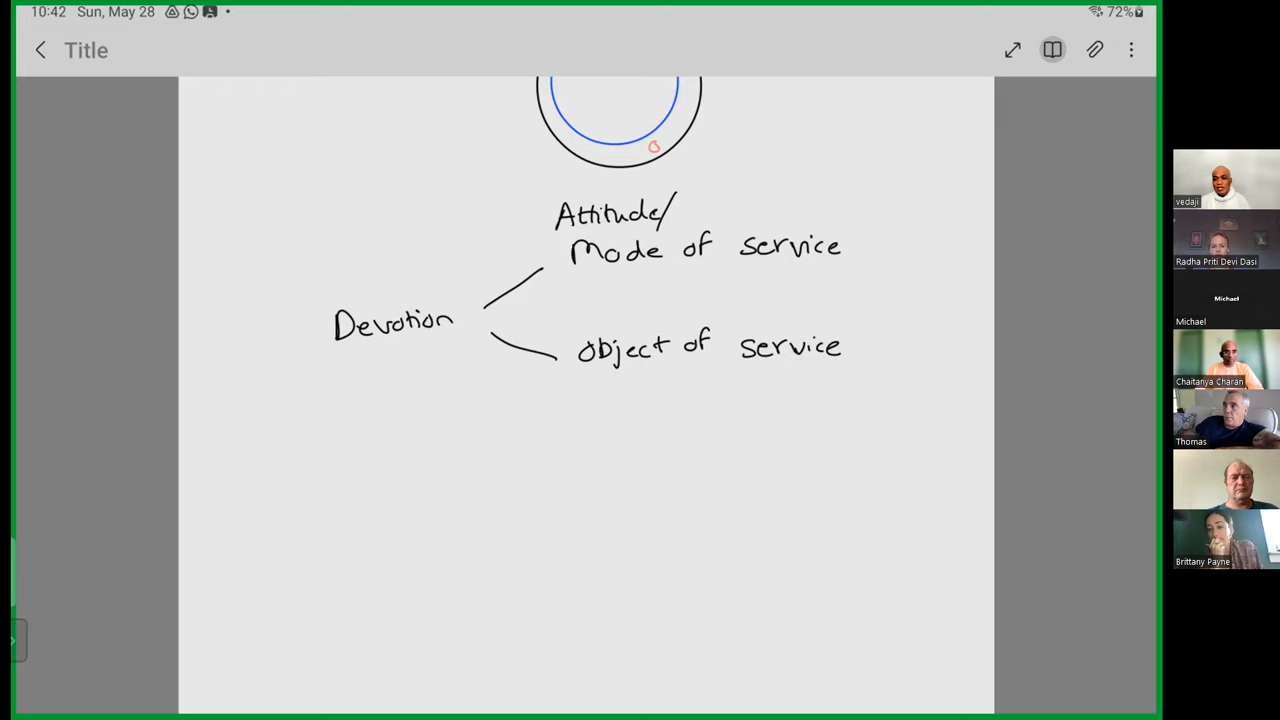 10:42 Sun, May 28
72%
Title
Attitude/
Mode of service
Devotion
Object of service
vedaji
Radha Priti Devi Dasi
Michael
Michael
Chaitanya Charan
Thomas
Brittany Payne